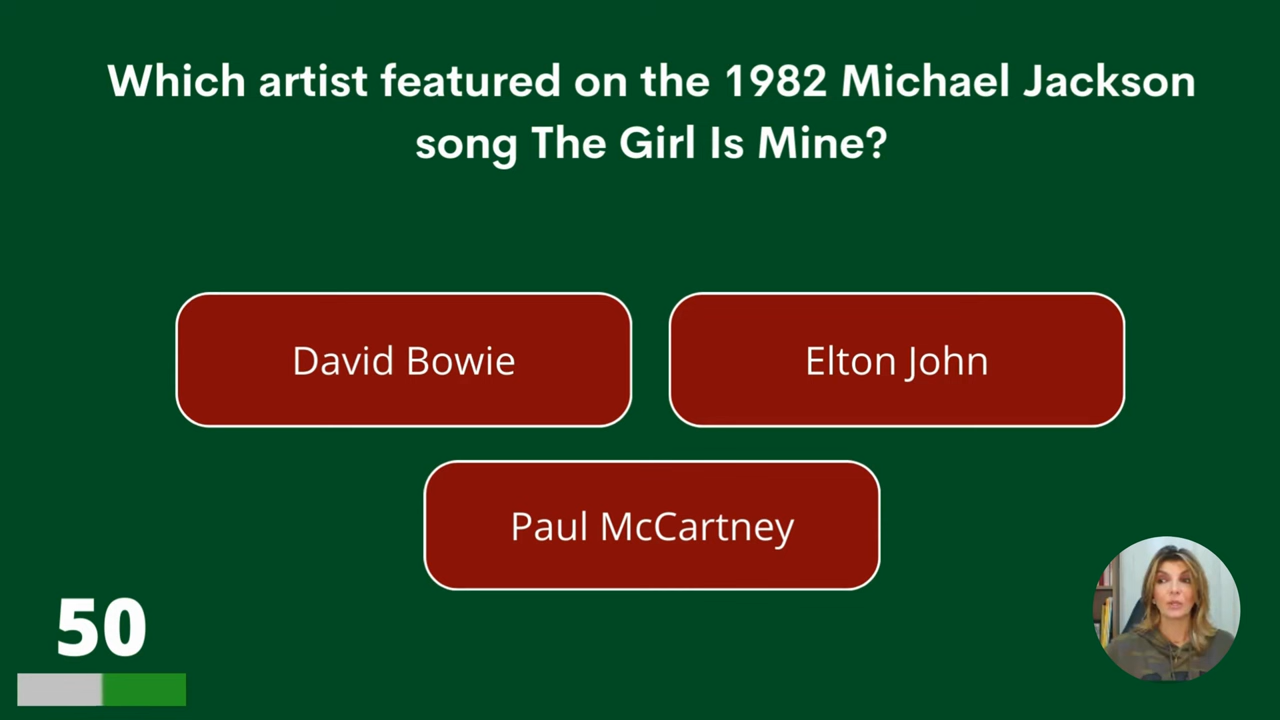 Which artist featured on the 1982 Michael Jackson
song The Girl Is Mine?
David Bowie
Elton John
Paul McCartney
50